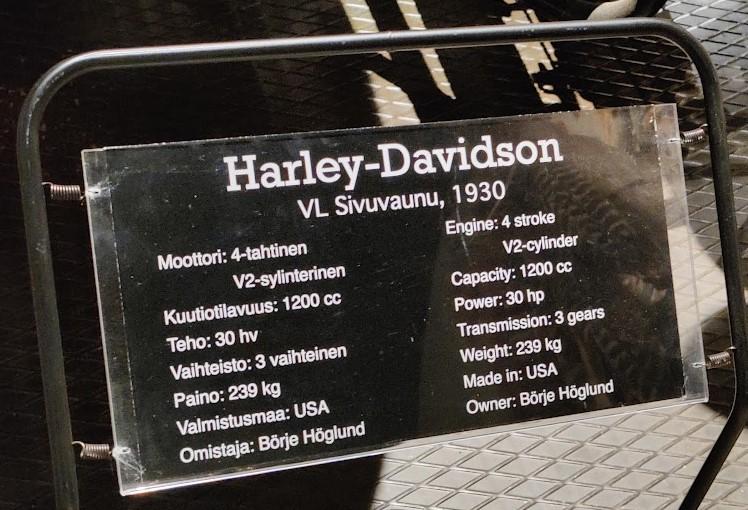 Harley-Davidson
VL Sivuvaunu, 1930
Moottori: 4-tahtinen
V2-sylinterinen
Kuutiotilavuus: 1200 cc
Teho: 30 hv
Vaihteisto: 3 vaihteinen
Paino: 239 kg
Valmistusmaa: USA
Omistaja: Börje Höglund
Engine: 4 stroke
V2-cylinder
Capacity: 1200 cc
Power: 30 hp
Transmission: 3 gears
Weight: 239 kg
Made in: USA
Owner: Börje Höglund